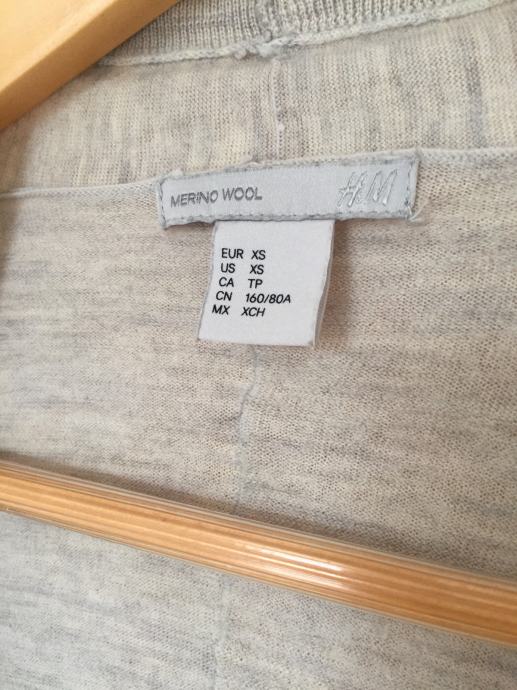 MERINO WOOL H&M
EUR XS
US XS
CA TP
CN 160/80A
MX XCH